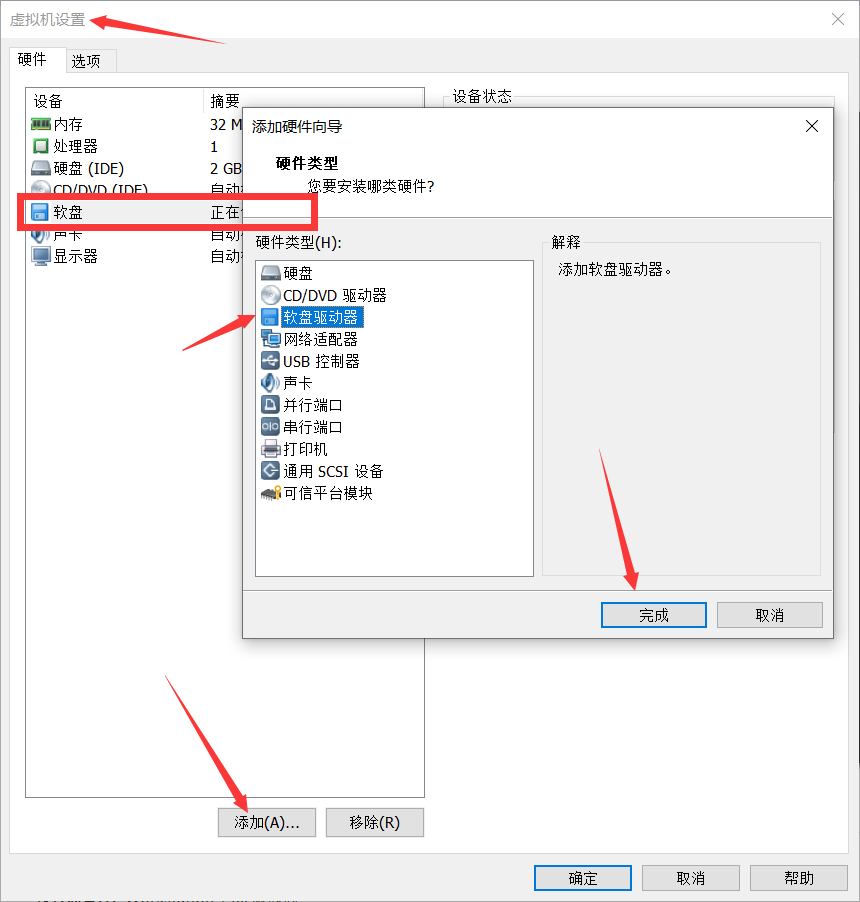 虚拟机设置
硬件 选项
设备 摘要
内存 32 M
处理器 1
硬盘 (IDE) 2 GB
CD/DVD (IDE) 自动
软盘 正在
声卡 自动
显示器 自动
设备状态
添加硬件向导
硬件类型
您要安装哪类硬件?
硬件类型(H):
硬盘
CD/DVD 驱动器
软盘驱动器
网络适配器
USB 控制器
声卡
并行端口
串行端口
打印机
通用 SCSI 设备
可信平台模块
解释
添加软盘驱动器。
完成 取消
添加(A)... 移除(R)
确定 取消 帮助